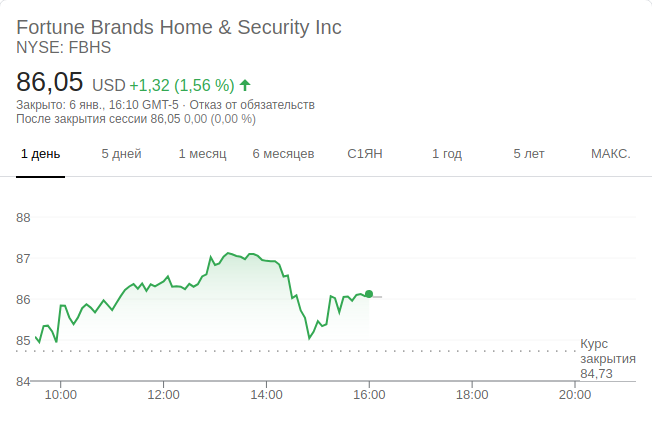 Fortune Brands Home & Security Inc
NYSE: FBHS
86,05 USD +1,32 (1,56 %)
Закрыто: 6 янв., 16:10 GMT-5 · Отказ от обязательств
После закрытия сессии 86,05 0,00 (0,00 %)
1 день 5 дней 1 месяц 6 месяцев С1ЯН 1 год 5 лет МАКС.
88
87
86
85
Курс
закрытия
84,73
84
10:00 12:00 14:00 16:00 18:00 20:00